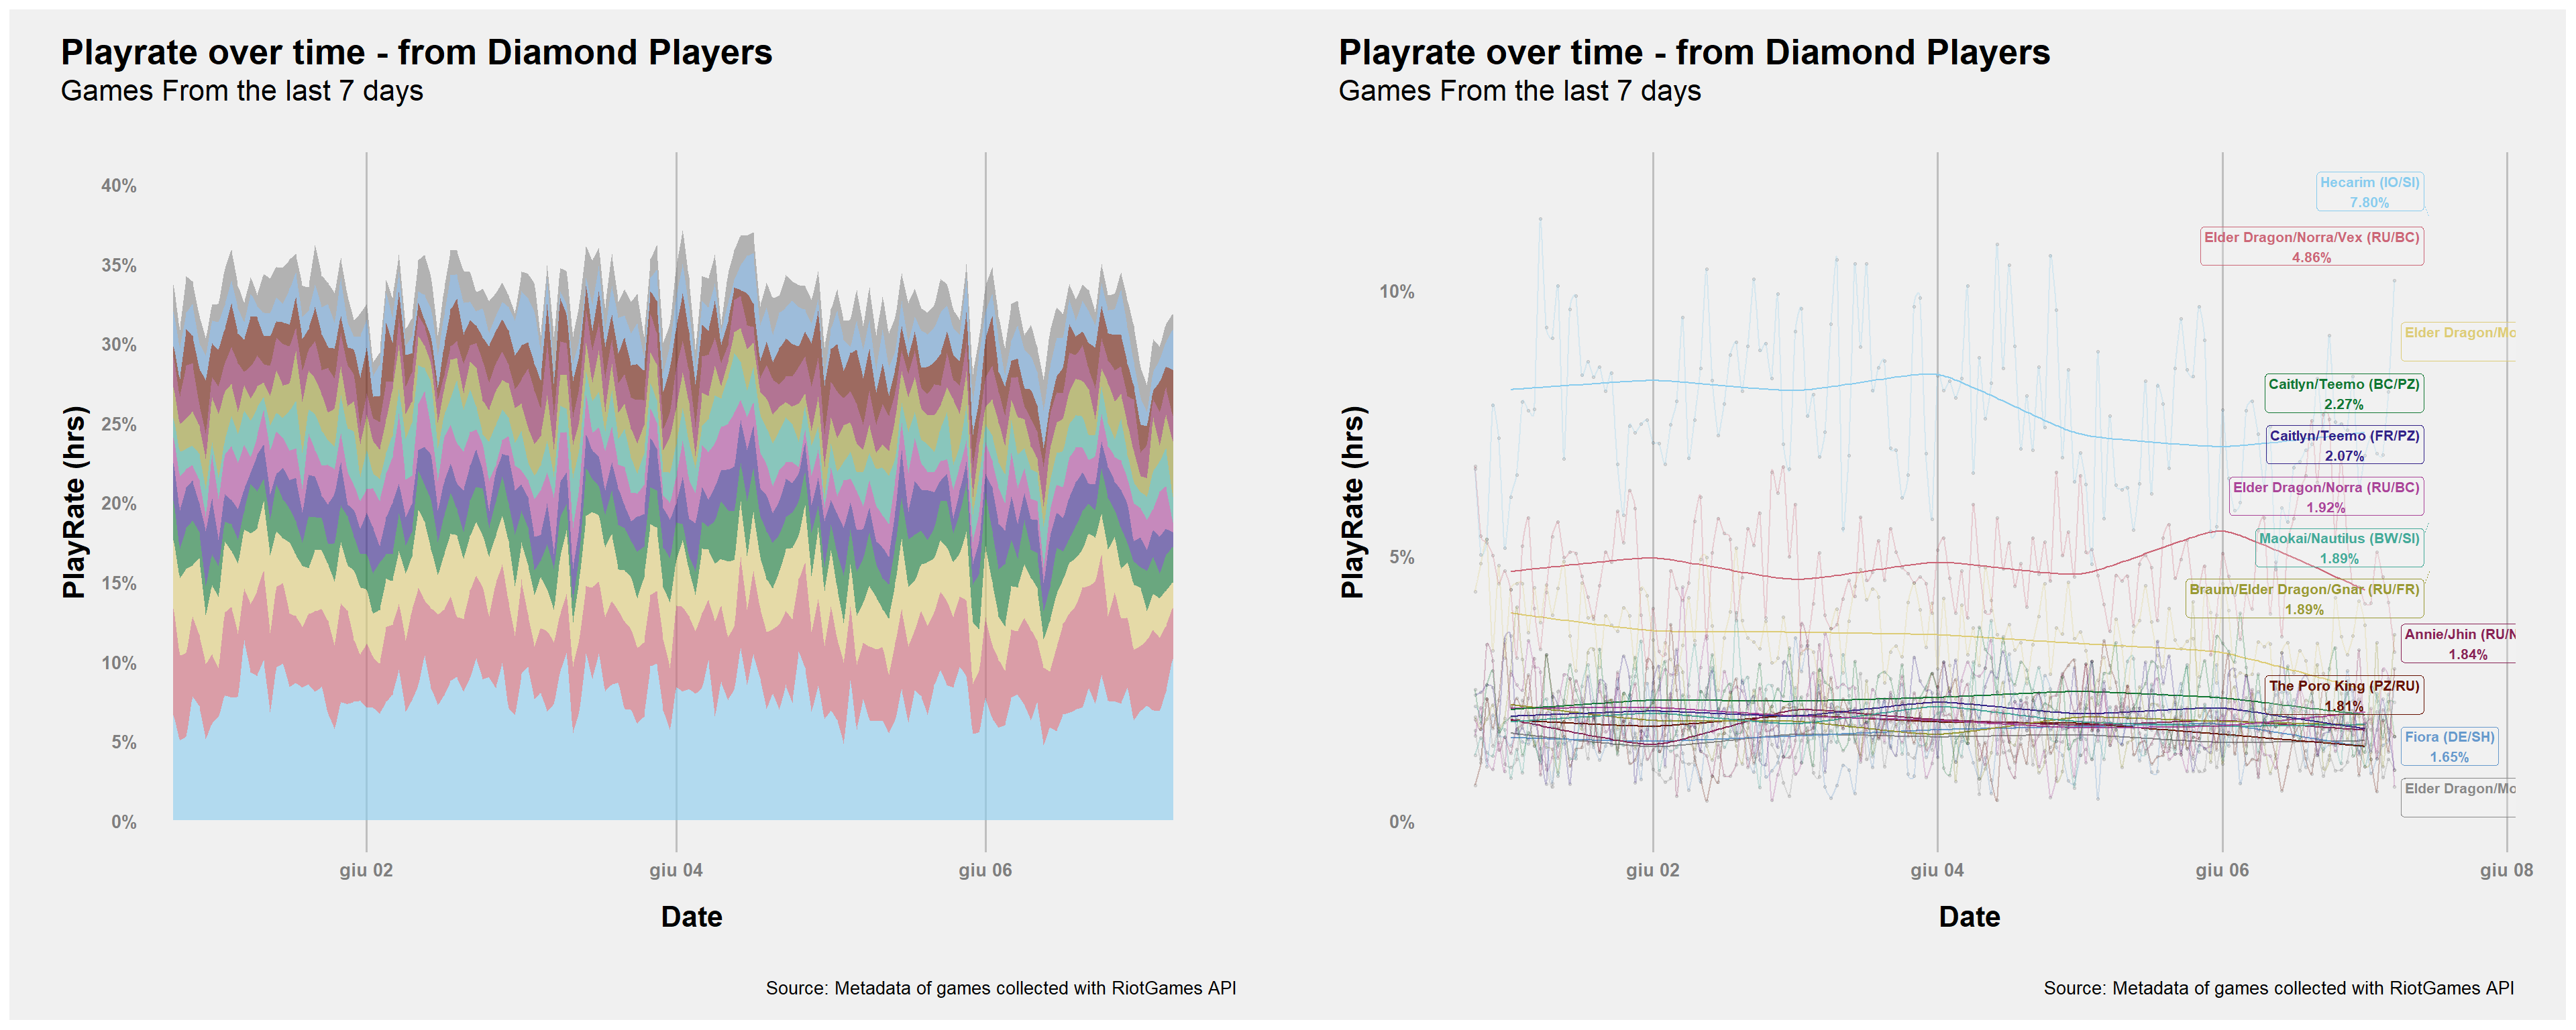 Playrate over time - from Diamond Players
Games From the last 7 days
PlayRate (hrs)
40%
35%
30%
25%
20%
15%
10%
5%
0%
giu 02
giu 04
giu 06
Date
Source: Metadata of games collected with RiotGames API
Playrate over time - from Diamond Players
Games From the last 7 days
PlayRate (hrs)
10%
5%
0%
Hecarim (IO/SI)
7.80%
Elder Dragon/Norra/Vex (RU/BC)
4.86%
Elder Dragon/Mo
Caitlyn/Teemo (BC/PZ)
2.27%
Caitlyn/Teemo (FR/PZ)
2.07%
Elder Dragon/Norra (RU/BC)
1.92%
Maokai/Nautilus (BW/SI)
1.89%
Braum/Elder Dragon/Gnar (RU/FR)
1.89%
Annie/Jhin (RU/N
1.84%
The Poro King (PZ/RU)
1.81%
Fiora (DE/SH)
1.65%
Elder Dragon/Mo
giu 02
giu 04
giu 06
giu 08
Date
Source: Metadata of games collected with RiotGames API